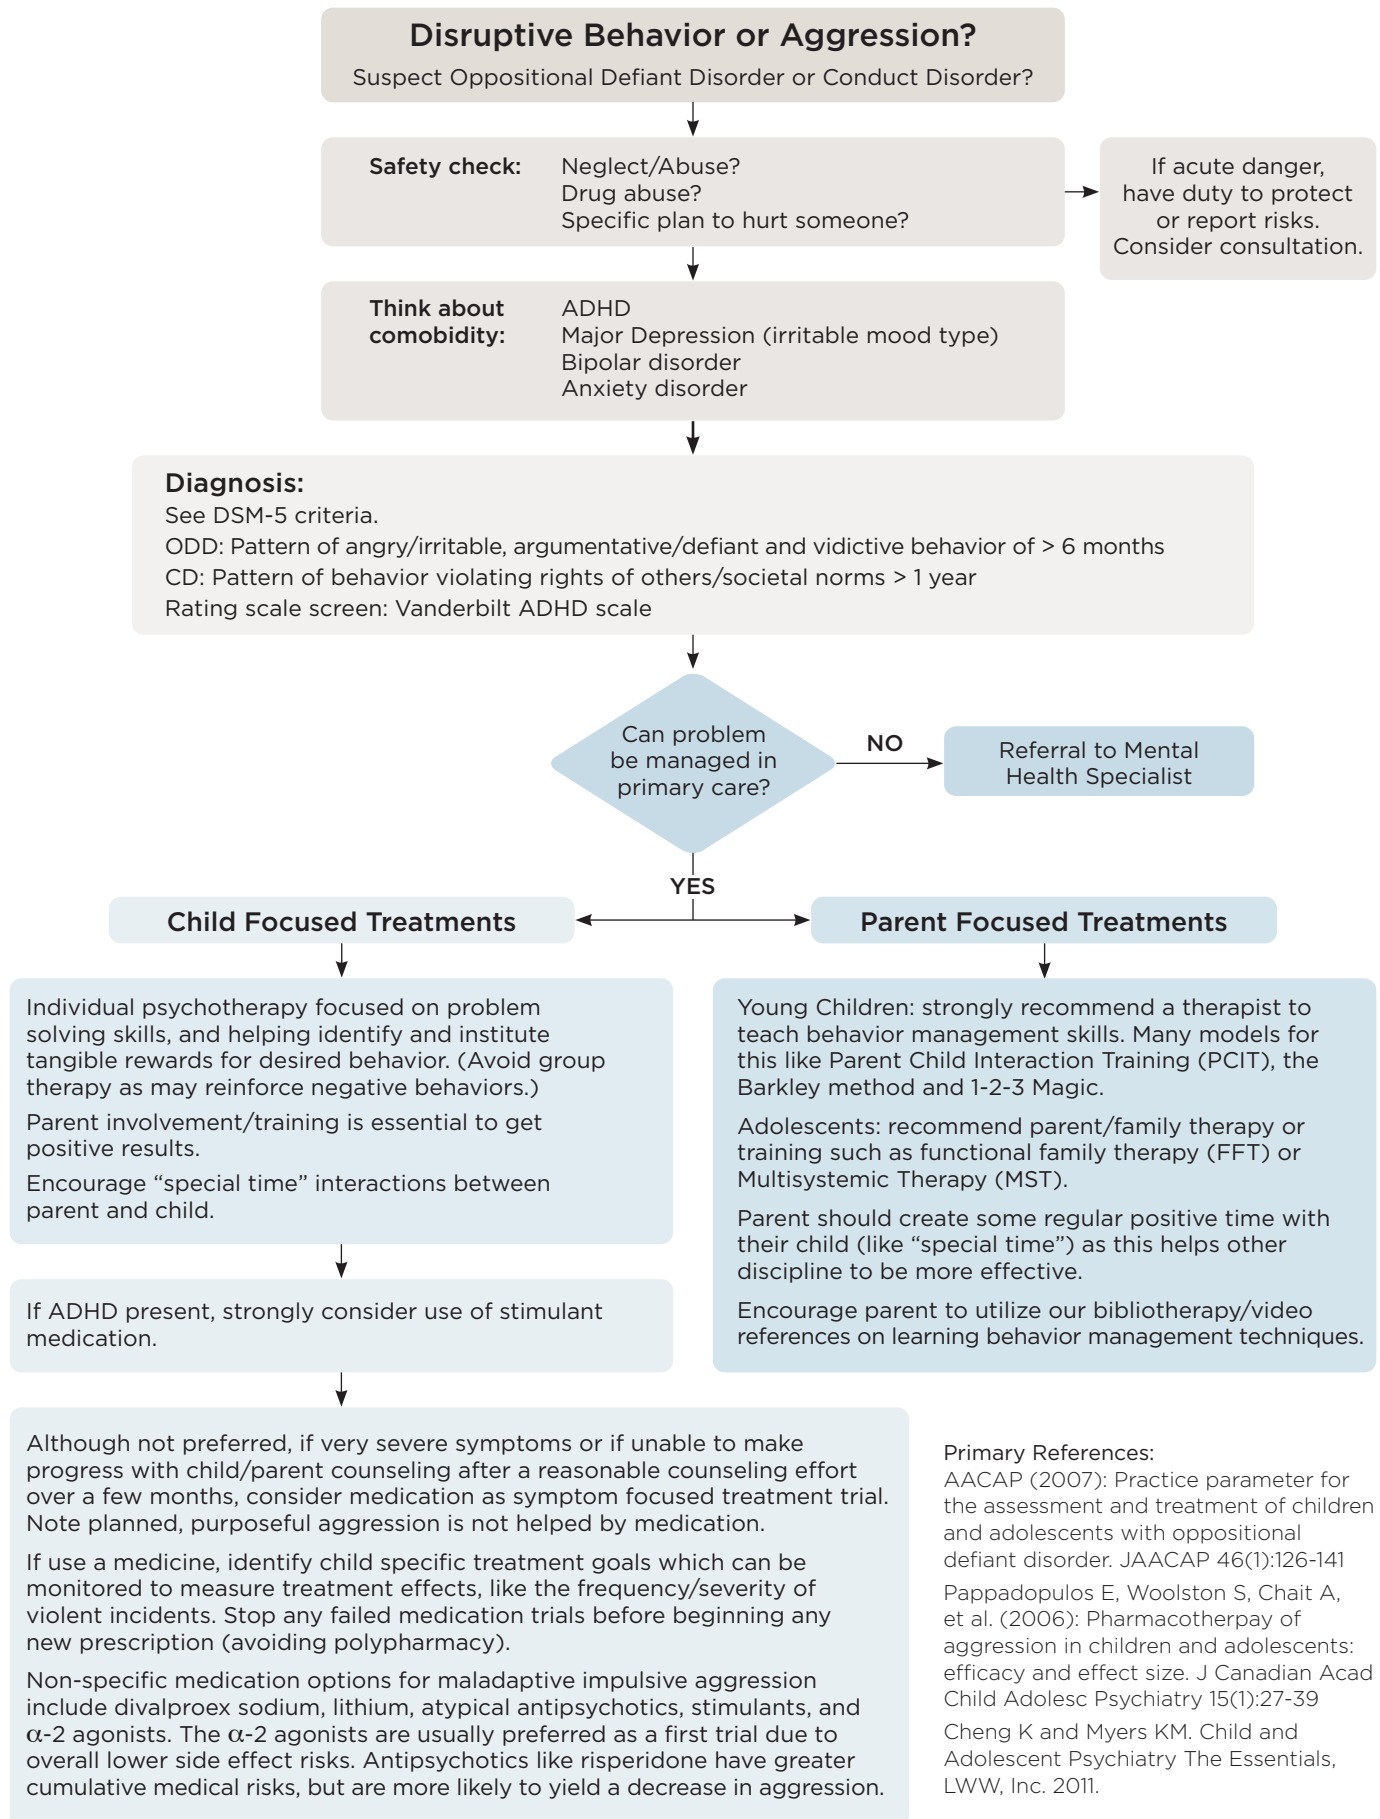 Disruptive Behavior or Aggression?
Suspect Oppositional Defiant Disorder or Conduct Disorder?
Safety check:
Neglect/Abuse?
Drug abuse?
Specific plan to hurt someone?
If acute danger,
have duty to protect
or report risks.
Consider consultation.
Think about
comobidity:
ADHD
Major Depression (irritable mood type)
Bipolar disorder
Anxiety disorder
Diagnosis:
See DSM-5 criteria.
ODD: Pattern of angry/irritable, argumentative/defiant and vidictive behavior of > 6 months
CD: Pattern of behavior violating rights of others/societal norms > 1 year
Rating scale screen: Vanderbilt ADHD scale
Can problem
be managed in
primary care?
NO
Referral to Mental
Health Specialist
YES
Child Focused Treatments
Individual psychotherapy focused on problem
solving skills, and helping identify and institute
tangible rewards for desired behavior. (Avoid group
therapy as may reinforce negative behaviors.)
Parent involvement/training is essential to get
positive results.
Encourage “special time” interactions between
parent and child.
If ADHD present, strongly consider use of stimulant
medication.
Although not preferred, if very severe symptoms or if unable to make
progress with child/parent counseling after a reasonable counseling effort
over a few months, consider medication as symptom focused treatment trial.
Note planned, purposeful aggression is not helped by medication.
If use a medicine, identify child specific treatment goals which can be
monitored to measure treatment effects, like the frequency/severity of
violent incidents. Stop any failed medication trials before beginning any
new prescription (avoiding polypharmacy).
Non-specific medication options for maladaptive impulsive aggression
include divalproex sodium, lithium, atypical antipsychotics, stimulants, and
α-2 agonists. The α-2 agonists are usually preferred as a first trial due to
overall lower side effect risks. Antipsychotics like risperidone have greater
cumulative medical risks, but are more likely to yield a decrease in aggression.
Parent Focused Treatments
Young Children: strongly recommend a therapist to
teach behavior management skills. Many models for
this like Parent Child Interaction Training (PCIT), the
Barkley method and 1-2-3 Magic.
Adolescents: recommend parent/family therapy or
training such as functional family therapy (FFT) or
Multisystemic Therapy (MST).
Parent should create some regular positive time with
their child (like “special time”) as this helps other
discipline to be more effective.
Encourage parent to utilize our bibliotherapy/video
references on learning behavior management techniques.
Primary References:
AACAP (2007): Practice parameter for
the assessment and treatment of children
and adolescents with oppositional
defiant disorder. JAACAP 46(1):126-141
Pappadopulos E, Woolston S, Chait A,
et al. (2006): Pharmacotherpay of
aggression in children and adolescents:
efficacy and effect size. J Canadian Acad
Child Adolesc Psychiatry 15(1):27-39
Cheng K and Myers KM. Child and
Adolescent Psychiatry The Essentials,
LWW, Inc. 2011.